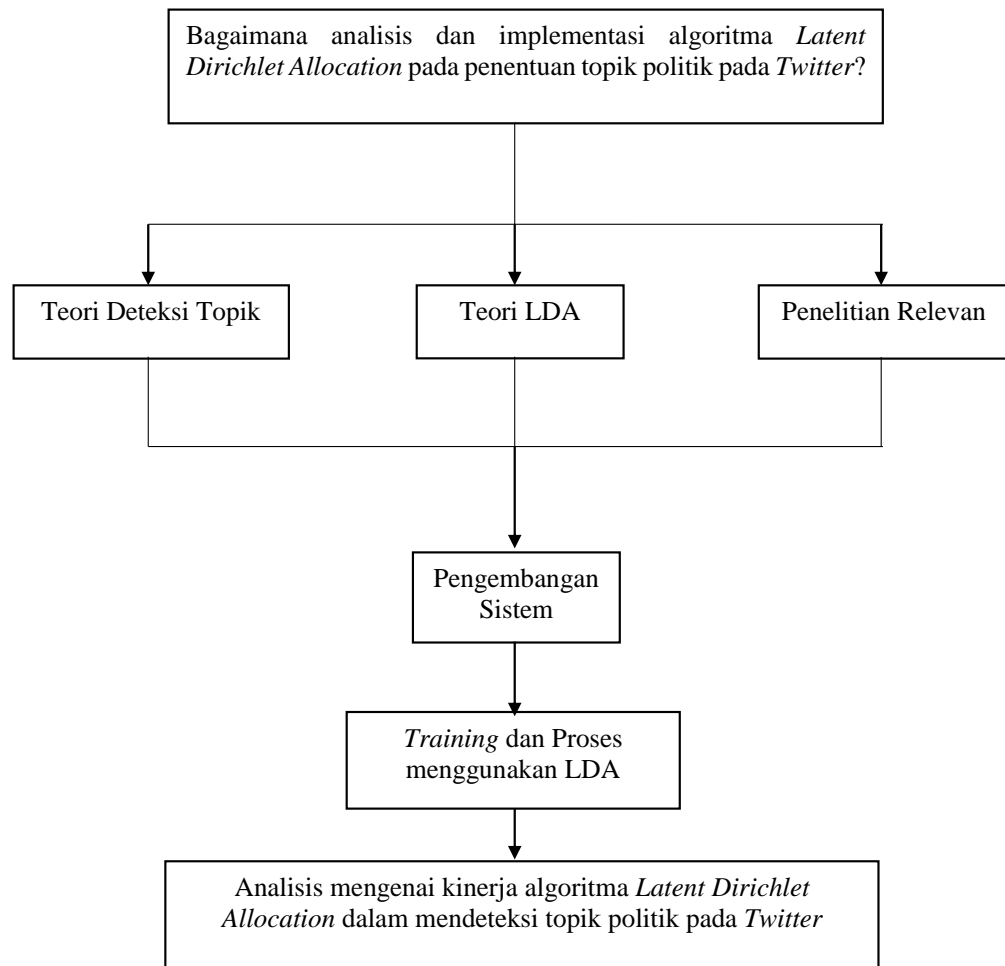 Bagaimana analisis dan implementasi algoritma Latent
Dirichlet Allocation pada penentuan topik politik pada Twitter?
Teori Deteksi Topik
Teori LDA
Penelitian Relevan
Pengembangan
Sistem
Training dan Proses
menggunakan LDA
Analisis mengenai kinerja algoritma Latent Dirichlet
Allocation dalam mendeteksi topik politik pada Twitter